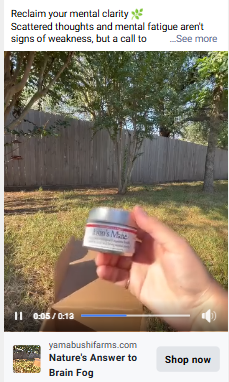 Reclaim your mental clarity 🌿
Scattered thoughts and mental fatigue aren't
signs of weakness, but a call to ...See more
0:05 / 0:13
yamabushifarms.com
Nature's Answer to
Brain Fog
Shop now